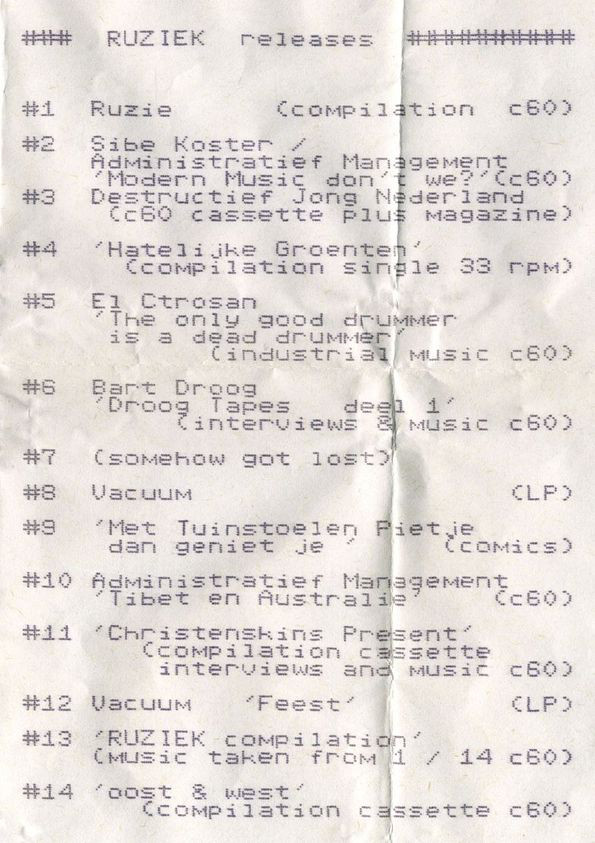 ### RUZIEK releases ##########
#1 Ruzie (compilation c60)
#2 Sibe Koster /
Administratief Management
'Modern Music don't we?'(c60)
#3 Destructief Jong Nederland
(c60 cassette plus magazine)
#4 'Hatelijke Groenten'
(compilation single 33 rpm)
#5 El Ctrosan
'The only good drummer
is a dead drummer'
(industrial music c60)
#6 Bart Droog
'Droog Tapes deel 1'
(interviews & music c60)
#7 (somehow got lost)
#8 Vacuum (LP)
#9 'Met Tuinstoelen Pietje
dan geniet je ' (comics)
#10 Administratief Management
'Tibet en Australie' (c60)
#11 'Christenskins Present'
(compilation cassette
interviews and music c60)
#12 Vacuum 'Feest' (LP)
#13 'RUZIEK compilation'
(music taken from 1 / 14 c60)
#14 'oost & west'
(compilation cassette c60)